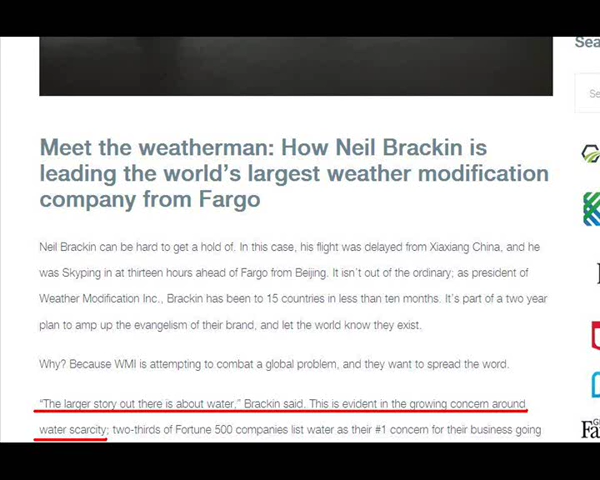 Sea
Se
Meet the weatherman: How Neil Brackin is
leading the world's largest weather modification
company from Fargo
Neil Brackin can be hard to get a hold of. In this case, his flight was delayed from Xiaxiang China, and he
was Skyping in at thirteen hours ahead of Fargo from Beijing. It isn't out of the ordinary; as president of
Weather Modification Inc., Brackin has been to 15 countries in less than ten months. It's part of a two year
plan to amp up the evangelism of their brand, and let the world know they exist.
Why? Because WMI is attempting to combat a global problem, and they want to spread the word.
"The larger story out there is about water," Brackin said. This is evident in the growing concern around
water scarcity; two-thirds of Fortune 500 companies list water as their #1 concern for their business going
G
Fa